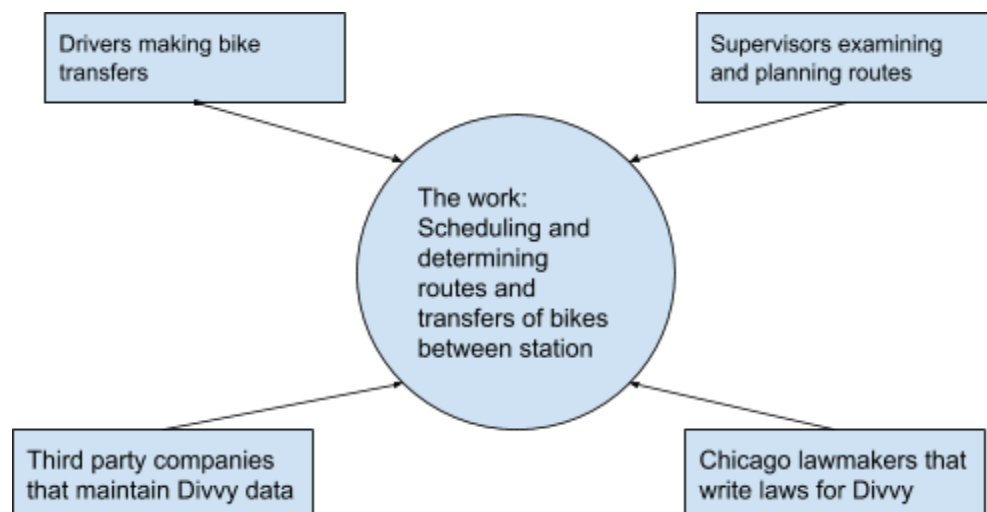 Drivers making bike
transfers
Supervisors examining
and planning routes
The work:
Scheduling and
determining
routes and
transfers of bikes
between station
Third party companies
that maintain Divvy data
Chicago lawmakers that
write laws for Divvy